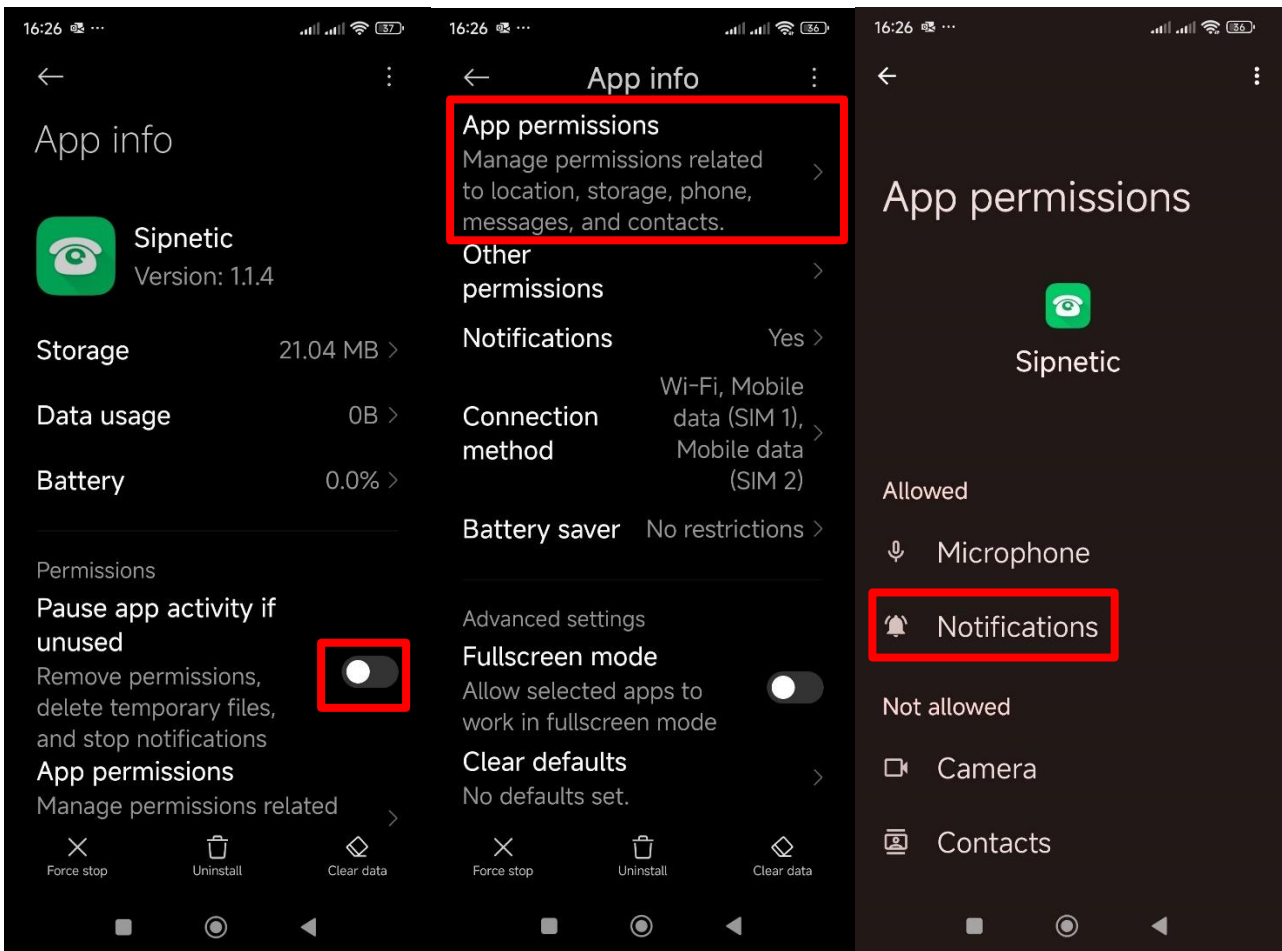 16:26
37
App info
Sipnetic
Version: 1.1.4
Storage 21.04 MB
Data usage 0B
Battery 0.0%
Permissions
Pause app activity if
unused
Remove permissions,
delete temporary files,
and stop notifications
App permissions
Manage permissions related
Force stop Uninstall Clear data
16:26
36
App info
App permissions
Manage permissions related
to location, storage, phone,
messages, and contacts.
Other
permissions
Notifications Yes
Connection
method
Wi-Fi, Mobile
data (SIM 1),
Mobile data
(SIM 2)
Battery saver No restrictions
Advanced settings
Fullscreen mode
Allow selected apps to
work in fullscreen mode
Clear defaults
No defaults set.
Force stop Uninstall Clear data
16:26
36
App permissions
Sipnetic
Allowed
Microphone
Notifications
Not allowed
Camera
Contacts